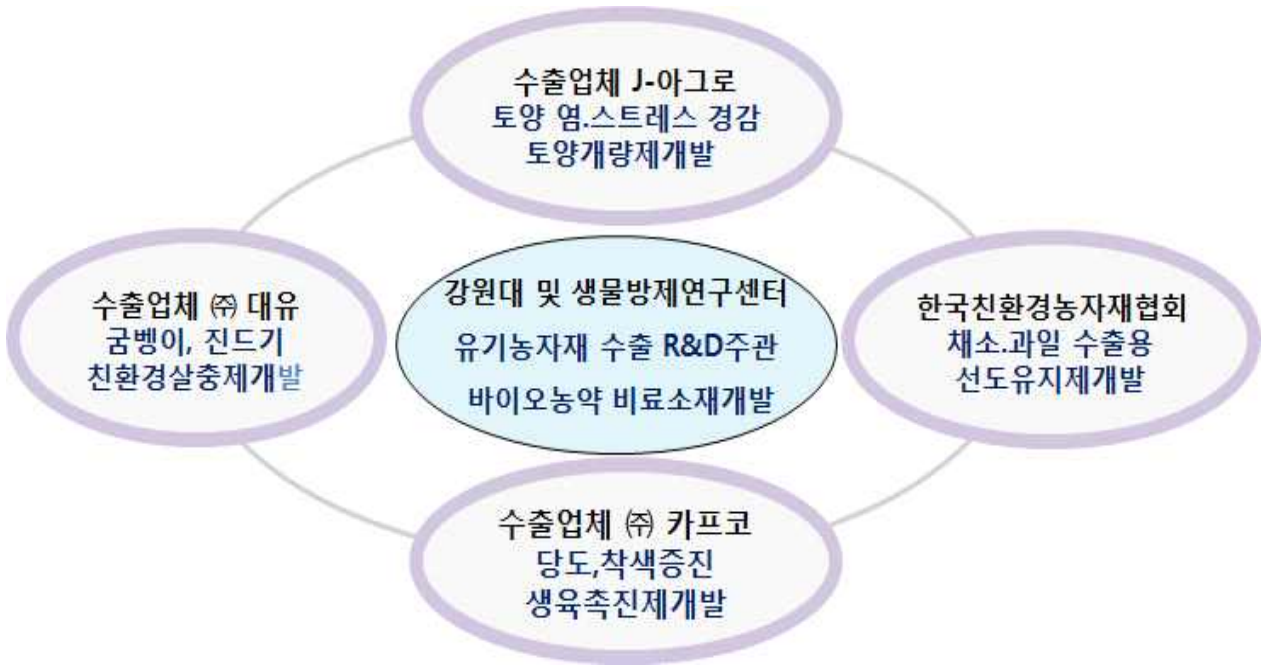 수출업체 J-아그로
토양 염.스트레스 경감
토양개량제개발
수출업체 ㈜ 대유
굼벵이, 진드기
친환경살충제개발
강원대 및 생물방제연구센터
유기농자재 수출 R&D주관
바이오농약 비료소재개발
한국친환경농자재협회
채소.과일 수출용
선도유지제개발
수출업체 ㈜ 카프코
당도,착색증진
생육촉진제개발